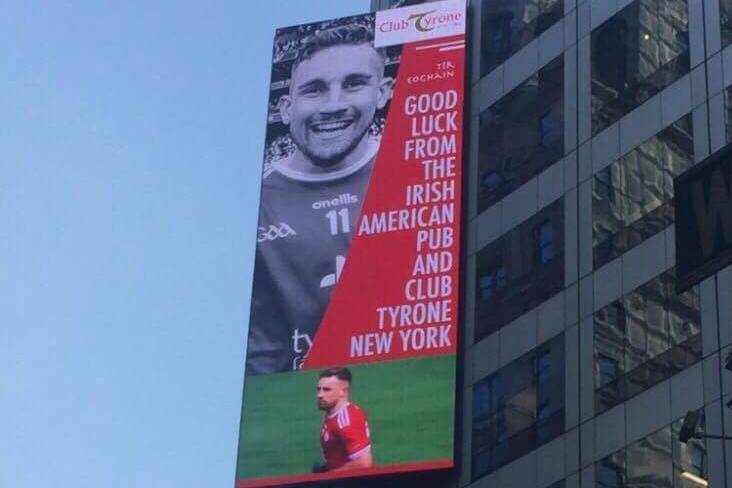 Club Tyrone
TÍR
EOGHAIN
GOOD
LUCK
FROM
THE
IRISH
AMERICAN
PUB
AND
CLUB
TYRONE
NEW YORK
oneills
GAA
11
ty
W